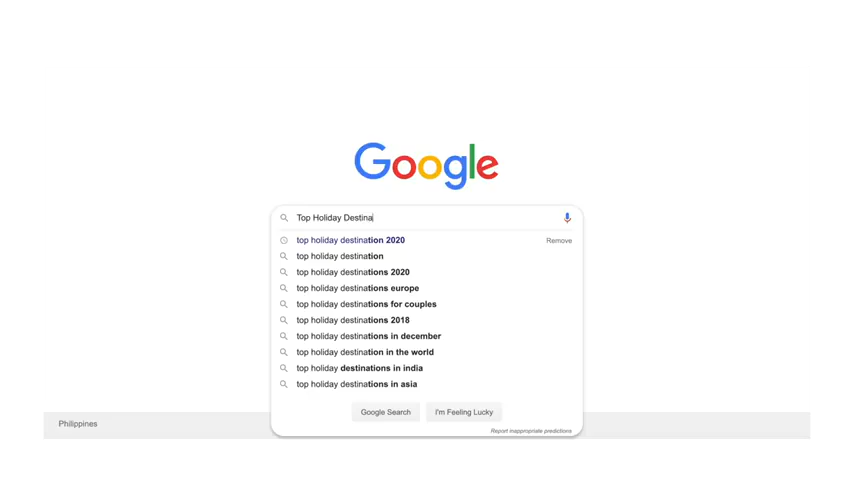 Google
Top Holiday Destina
top holiday destination 2020
Remove
top holiday destination
top holiday destinations 2020
top holiday destinations europe
top holiday destinations for couples
top holiday destinations 2018
top holiday destinations in december
top holiday destination in the world
top holiday destinations in india
top holiday destinations in asia
Google Search
I'm Feeling Lucky
Philippines
Report inappropriate predictions